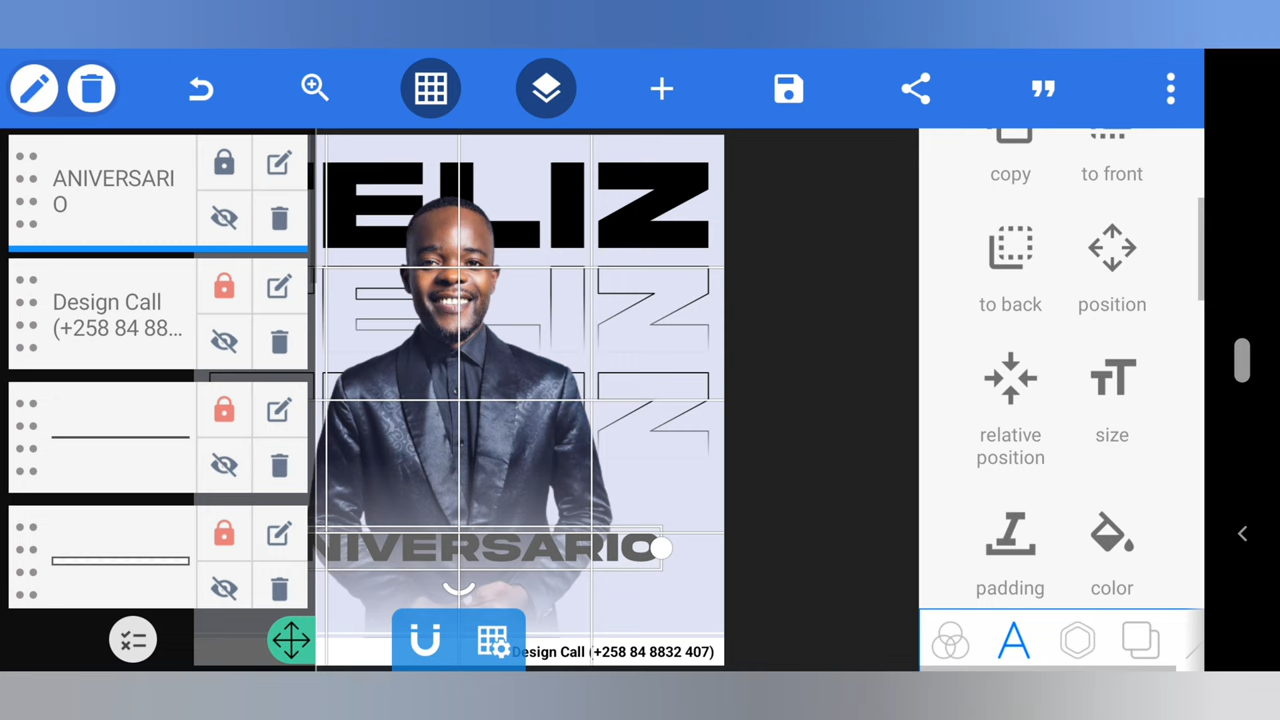 ANIVERSARI
O
Design Call
(+258 84 88...
ELIZ
ELIZ
Z
NIVERSARIO
Design Call (+258 84 8832 407)
copy
to front
to back
position
relative
position
size
padding
color